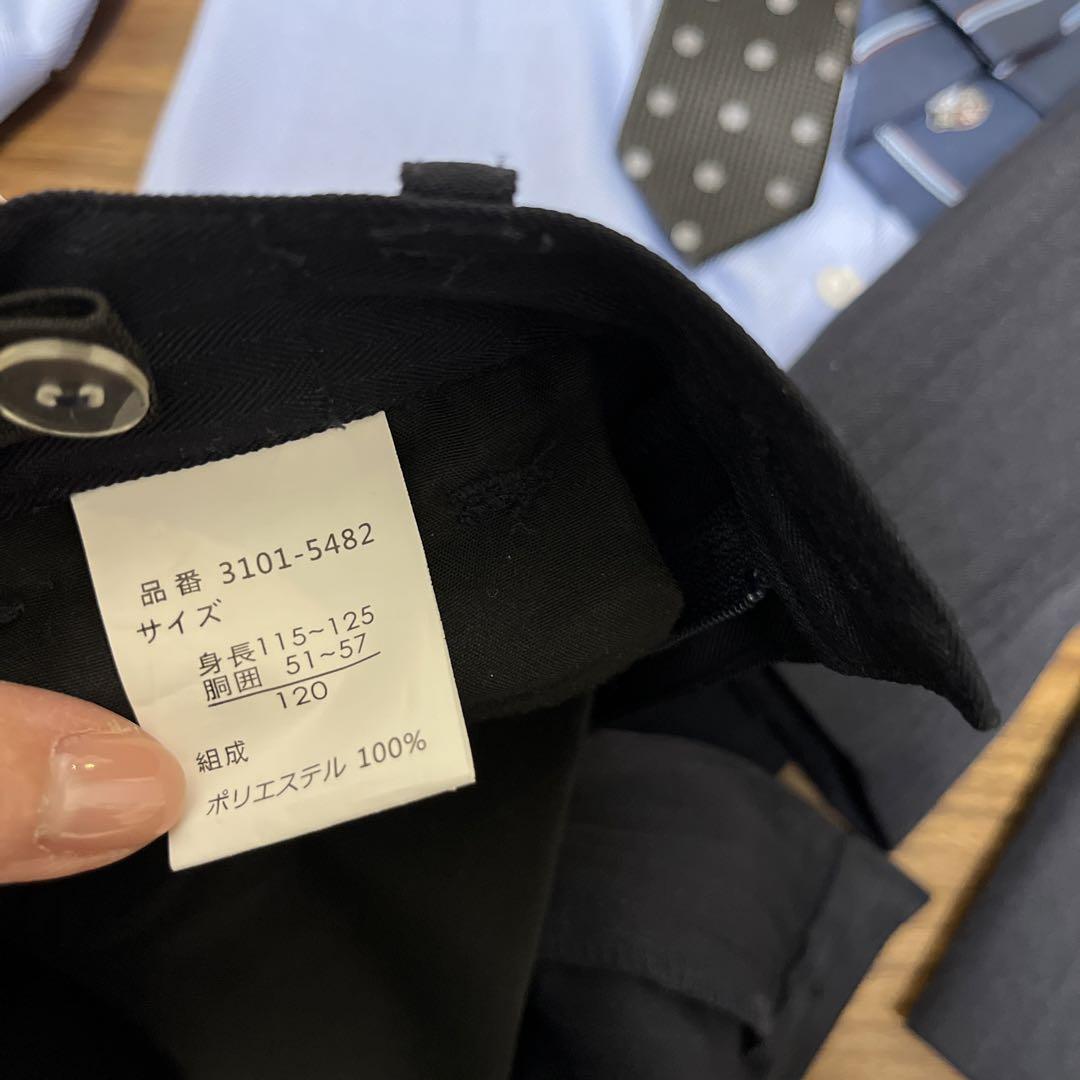 品番 3101-5482
サイズ
身長115~125
胴囲 51~57
120
組成
ポリエステル 100%